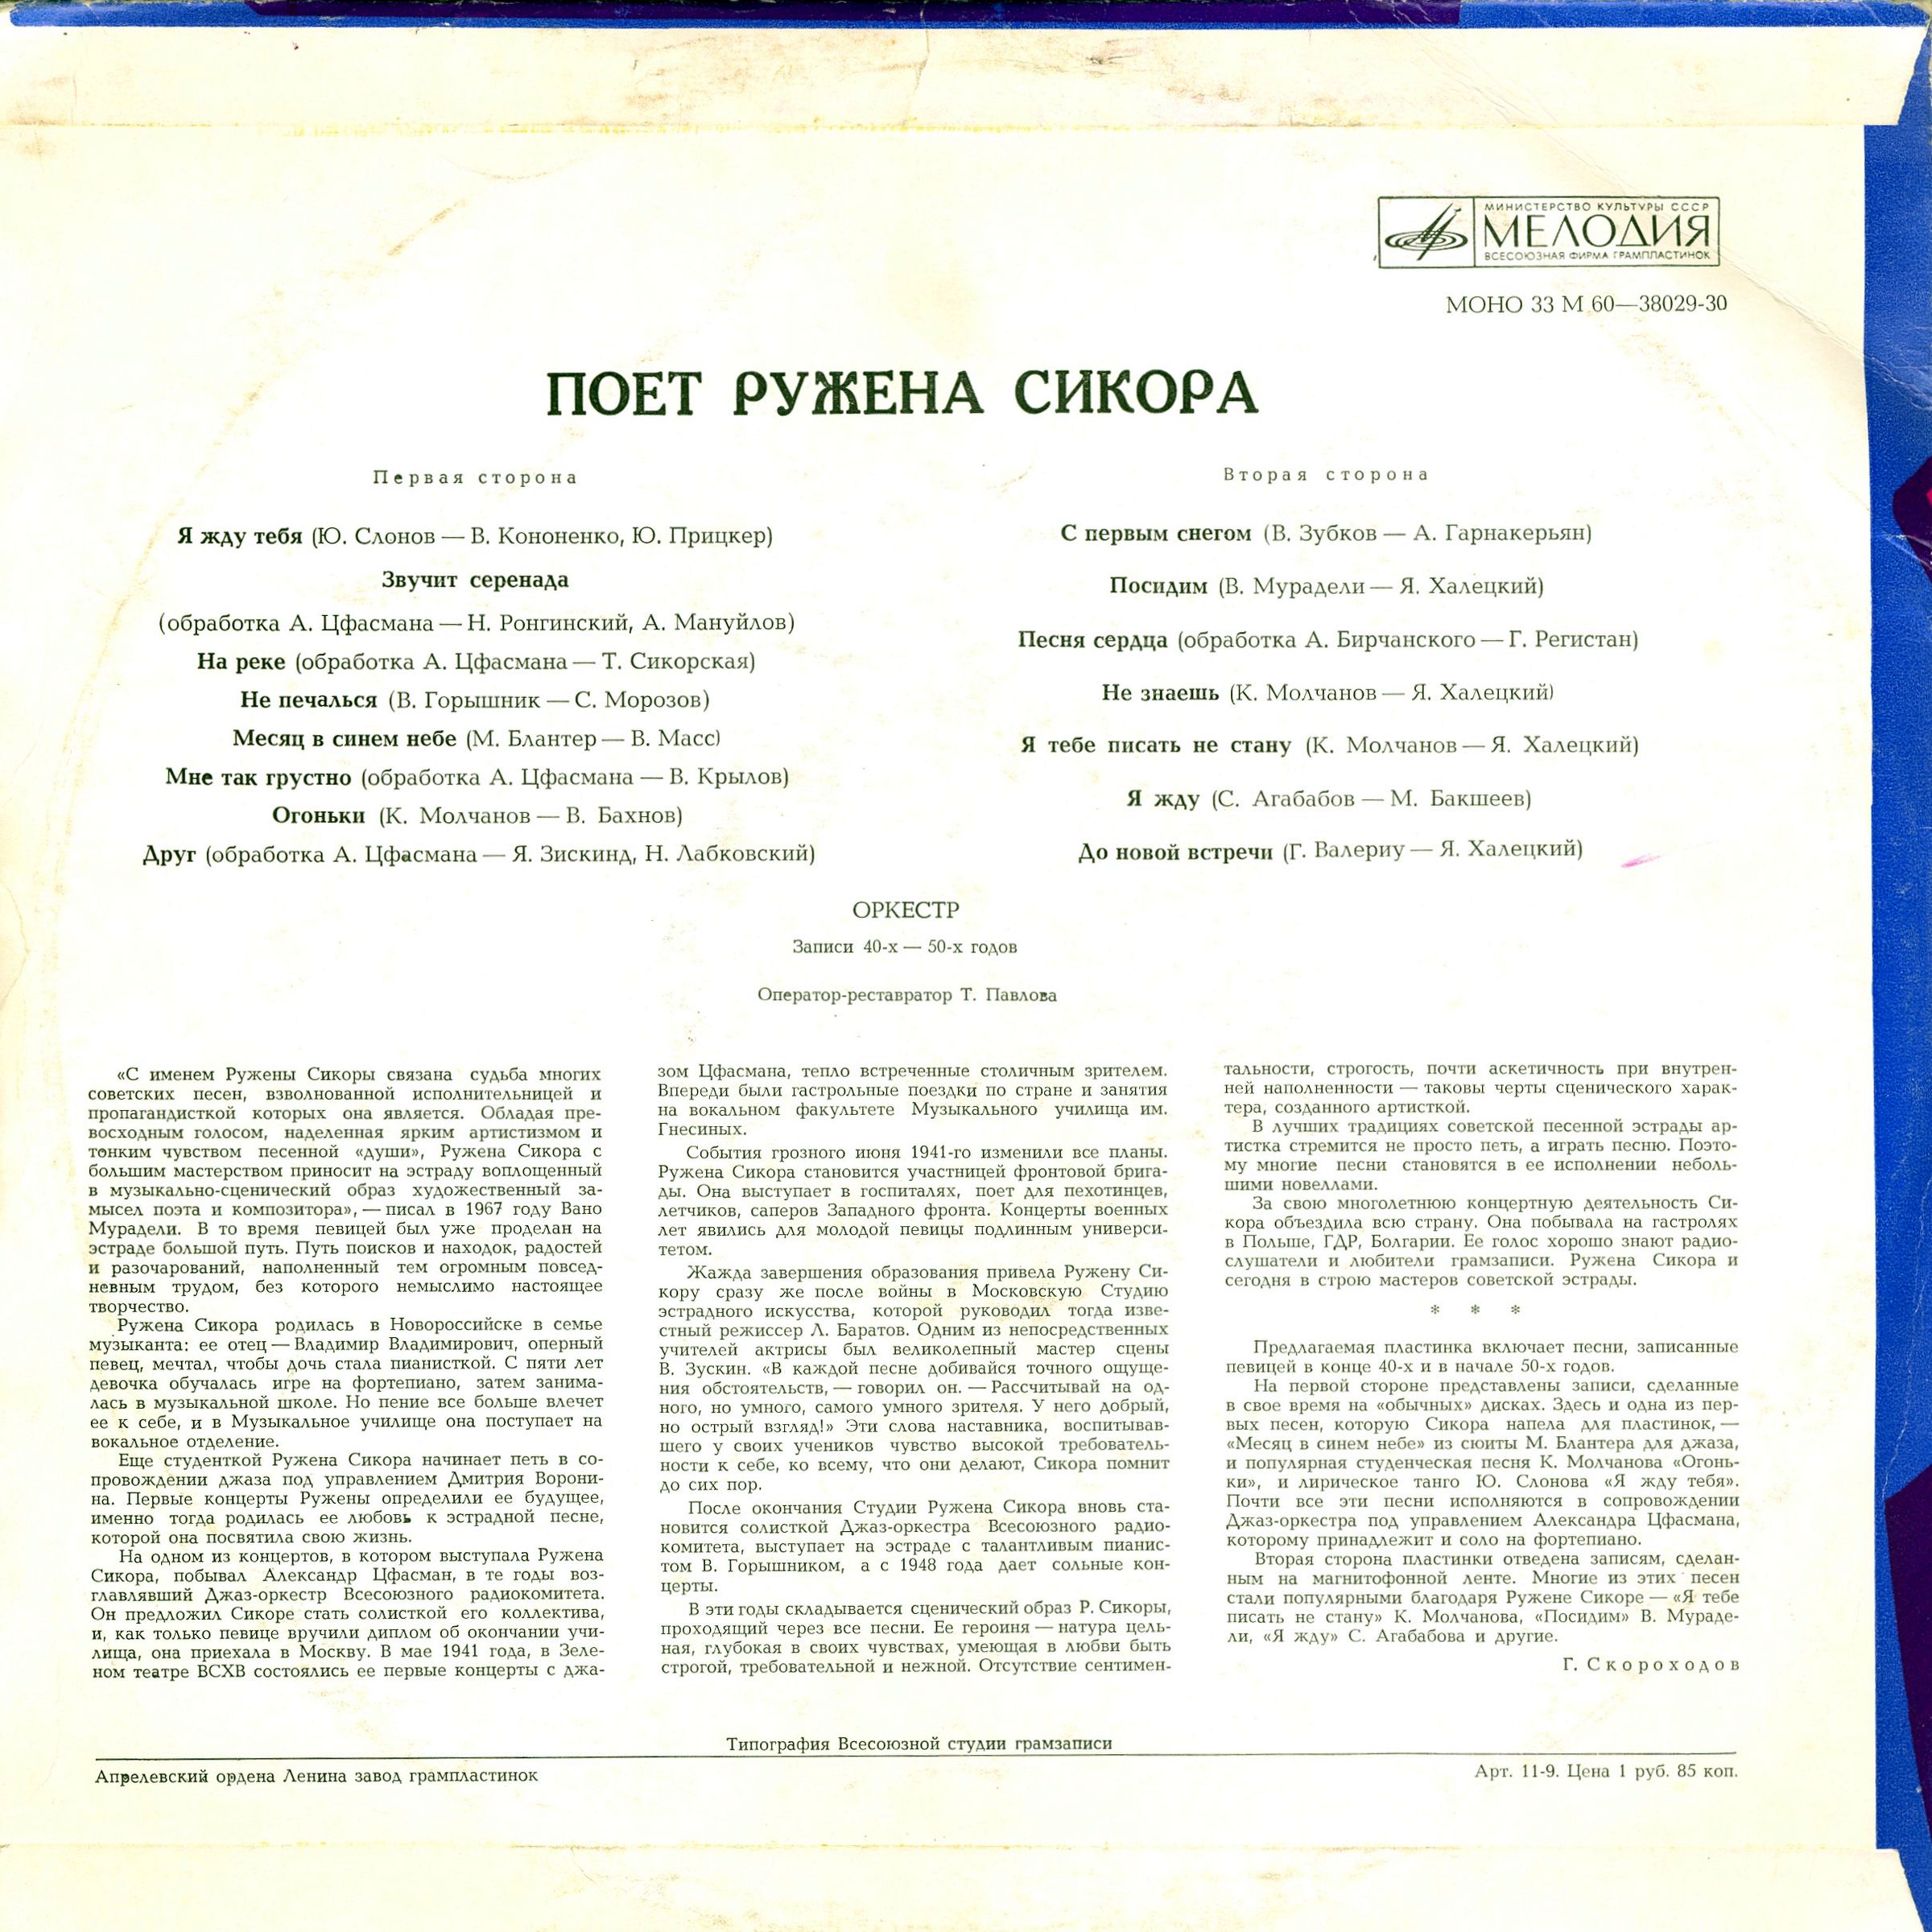 МИНИСТЕРСТВО КУЛЬТУРЫ СССР
МЕЛОДИЯ
ВСЕСОЮЗНАЯ ФИРМА ГРАМПЛАСТИНОК
МОНО 33 М 60—38029-30
ПОЕТ РУЖЕНА СИКОРА
Первая сторона
Я жду тебя (Ю. Слонов — В. Кононенко, Ю. Прицкер)
Звучит серенада
(обработка А. Цфасмана — Н. Ронгинский, А. Мануйлов)
На реке (обработка А. Цфасмана — Т. Сикорская)
Не печалься (В. Горышник — С. Морозов)
Месяц в синем небе (М. Блантер — В. Масс)
Мне так грустно (обработка А. Цфасмана — В. Крылов)
Огоньки (К. Молчанов — В. Бахнов)
Друг (обработка А. Цфасмана — Я. Зискинд, Н. Лабковский)
Вторая сторона
С первым снегом (В. Зубков — А. Гарнакерьян)
Посидим (В. Мурадели — Я. Халецкий)
Песня сердца (обработка А. Бирчанского — Г. Регистан)
Не знаешь (К. Молчанов — Я. Халецкий)
Я тебе писать не стану (К. Молчанов — Я. Халецкий)
Я жду (С. Агабабов — М. Бакшеев)
До новой встречи (Г. Валериу — Я. Халецкий)
ОРКЕСТР
Записи 40-х — 50-х годов
Оператор-реставратор Т. Павлова
«С именем Ружены Сикоры связана судьба многих
советских песен, взволнованной исполнительницей и
пропагандисткой которых она является. Обладая пре-
восходным голосом, наделенная ярким артистизмом и
тонким чувством песенной «души», Ружена Сикора с
большим мастерством приносит на эстраду воплощенный
в музыкально-сценический образ художественный за-
мысел поэта и композитора», — писал в 1967 году Вано
Мурадели. В то время певицей был уже проделан на
эстраде большой путь. Путь поисков и находок, радостей
и разочарований, наполненный тем огромным повсед-
невным трудом, без которого немыслимо настоящее
творчество.
Ружена Сикора родилась в Новороссийске в семье
музыканта: ее отец — Владимир Владимирович, оперный
певец, мечтал, чтобы дочь стала пианисткой. С пяти лет
девочка обучалась игре на фортепиано, затем занима-
лась в музыкальной школе. Но пение все больше влечет
ее к себе, и в Музыкальное училище она поступает на
вокальное отделение.
Еще студенткой Ружена Сикора начинает петь в со-
провождении джаза под управлением Дмитрия Ворони-
на. Первые концерты Ружены определили ее будущее,
именно тогда родилась ее любовь к эстрадной песне,
которой она посвятила свою жизнь.
На одном из концертов, в котором выступала Ружена
Сикора, побывал Александр Цфасман, в те годы воз-
главлявший Джаз-оркестр Всесоюзного радиокомитета.
Он предложил Сикоре стать солисткой его коллектива,
и, как только певице вручили диплом об окончании учи-
лища, она приехала в Москву. В мае 1941 года, в Зеле-
ном театре ВСХВ состоялись ее первые концерты с джа-
зом Цфасмана, тепло встреченные столичным зрителем.
Впереди были гастрольные поездки по стране и занятия
на вокальном факультете Музыкального училища им.
Гнесиных.
События грозного июня 1941-го изменили все планы.
Ружена Сикора становится участницей фронтовой брига-
ды. Она выступает в госпиталях, поет для пехотинцев,
летчиков, саперов Западного фронта. Концерты военных
лет явились для молодой певицы подлинным универси-
тетом.
Жажда завершения образования привела Ружену Си-
кору сразу же после войны в Московскую Студию
эстрадного искусства, которой руководил тогда изве-
стный режиссер Л. Баратов. Одним из непосредственных
учителей актрисы был великолепный мастер сцены
В. Зускин. «В каждой песне добивайся точного ощуще-
ния обстоятельств, — говорил он. — Рассчитывай на од-
ного, но умного, самого умного зрителя. У него добрый,
но острый взгляд!» Эти слова наставника, воспитывав-
шего у своих учеников чувство высокой требователь-
ности к себе, ко всему, что они делают, Сикора помнит
до сих пор.
После окончания Студии Ружена Сикора вновь ста-
новится солисткой Джаз-оркестра Всесоюзного радио-
комитета, выступает на эстраде с талантливым пианис-
том В. Горышником, а с 1948 года дает сольные кон-
церты.
В эти годы складывается сценический образ Р. Сикоры,
проходящий через все песни. Ее героиня — натура цель-
ная, глубокая в своих чувствах, умеющая в любви быть
строгой, требовательной и нежной. Отсутствие сентимен-
тальности, строгость, почти аскетичность при внутрен-
ней наполненности — таковы черты сценического харак-
тера, созданного артисткой.
В лучших традициях советской песенной эстрады ар-
тистка стремится не просто петь, а играть песню. Поэто-
му многие песни становятся в ее исполнении неболь-
шими новеллами.
За свою многолетнюю концертную деятельность Си-
кора объездила всю страну. Она побывала на гастролях
в Польше, ГДР, Болгарии. Ее голос хорошо знают радио-
слушатели и любители грамзаписи. Ружена Сикора и
сегодня в строю мастеров советской эстрады.
* * *
Предлагаемая пластинка включает песни, записанные
певицей в конце 40-х и в начале 50-х годов.
На первой стороне представлены записи, сделанные
в свое время на «обычных» дисках. Здесь и одна из пер-
вых песен, которую Сикора напела для пластинок, —
«Месяц в синем небе» из сюиты М. Блантера для джаза,
и популярная студенческая песня К. Молчанова «Огонь-
ки», и лирическое танго Ю. Слонова «Я жду тебя».
Почти все эти песни исполняются в сопровождении
Джаз-оркестра под управлением Александра Цфасмана,
которому принадлежит и соло на фортепиано.
Вторая сторона пластинки отведена записям, сделан-
ным на магнитофонной ленте. Многие из этих песен
стали популярными благодаря Ружене Сикоре — «Я тебе
писать не стану» К. Молчанова, «Посидим» В. Мураде-
ли, «Я жду» С. Агабабова и другие.
Г. Скороходов
Типография Всесоюзной студии грамзаписи
Апрелевский ордена Ленина завод грампластинок
Арт. 11-9. Цена 1 руб. 85 коп.